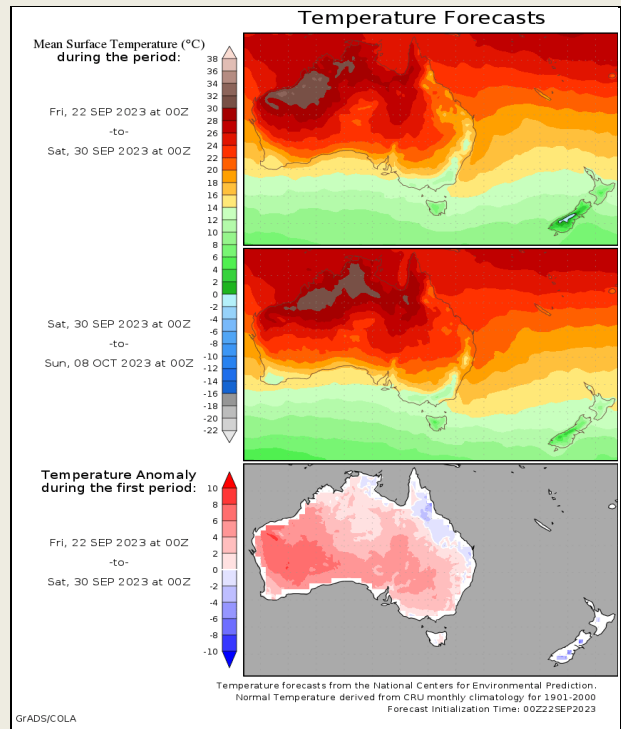 Temperature Forecasts
Mean Surface Temperature (°C)
during the period:
38
36
34
32
30
28
26
24
22
20
18
16
14
12
10
8
6
4
2
0
-2
-4
-6
-8
-10
-12
-14
-16
-18
-20
-22
Fri, 22 SEP 2023 at 00Z
-to-
Sat, 30 SEP 2023 at 00Z
Sat, 30 SEP 2023 at 00Z
-to-
Sun, 08 OCT 2023 at 00Z
Temperature Anomaly
during the first period:
10
8
6
4
2
0
-2
-4
-6
-8
-10
Fri, 22 SEP 2023 at 00Z
-to-
Sat, 30 SEP 2023 at 00Z
Temperature forecasts from the National Centers for Environmental Prediction.
Normal Temperature derived from CRU monthly climatology for 1901-2000
Forecast Initialization Time: 00Z22SEP2023
GrADS/COLA